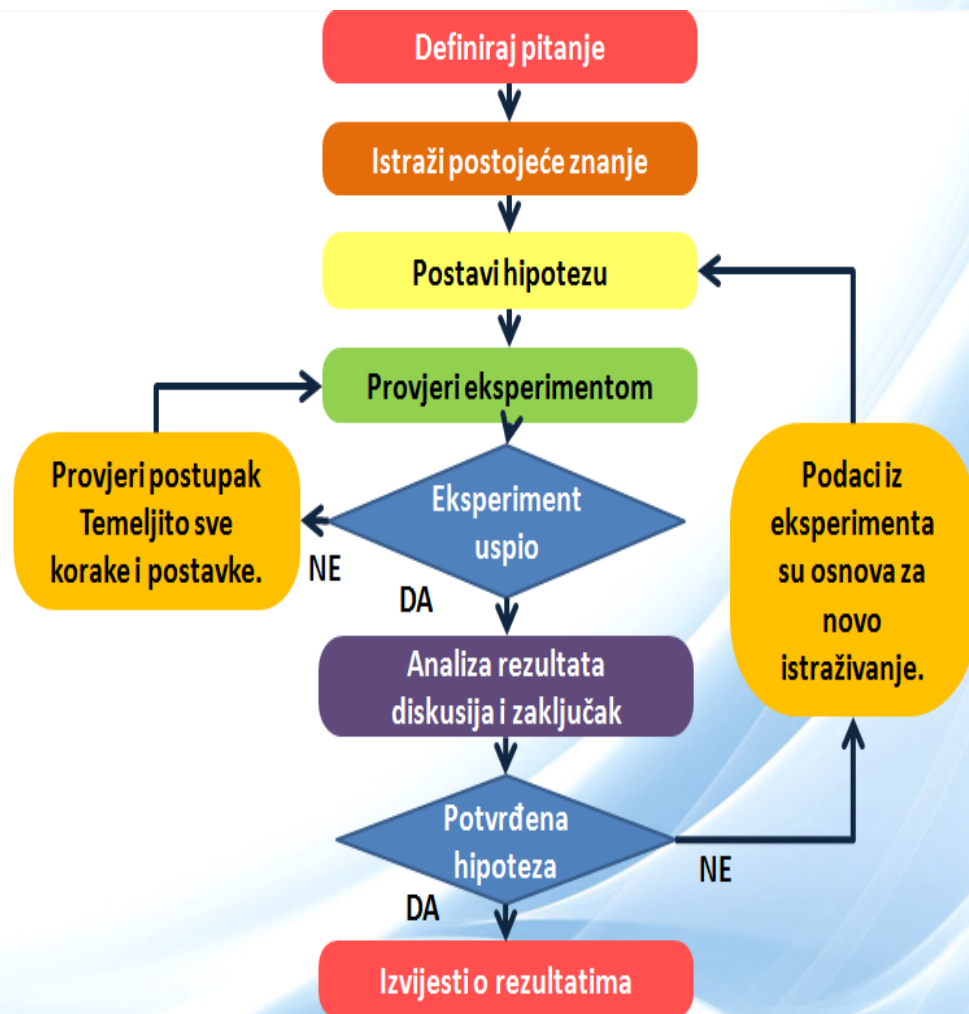 Definiraj pitanje
Istraži postojeće znanje
Postavi hipotezu
Provjeri eksperimentom
Provjeri postupak
Temeljito sve
korake i postavke.
NE
Eksperiment
uspio
DA
Podaci iz
eksperimenta
su osnova za
novo
istraživanje.
Analiza rezultata
diskusija i zaključak
Potvrđena
hipoteza
NE
DA
Izvijesti o rezultatima